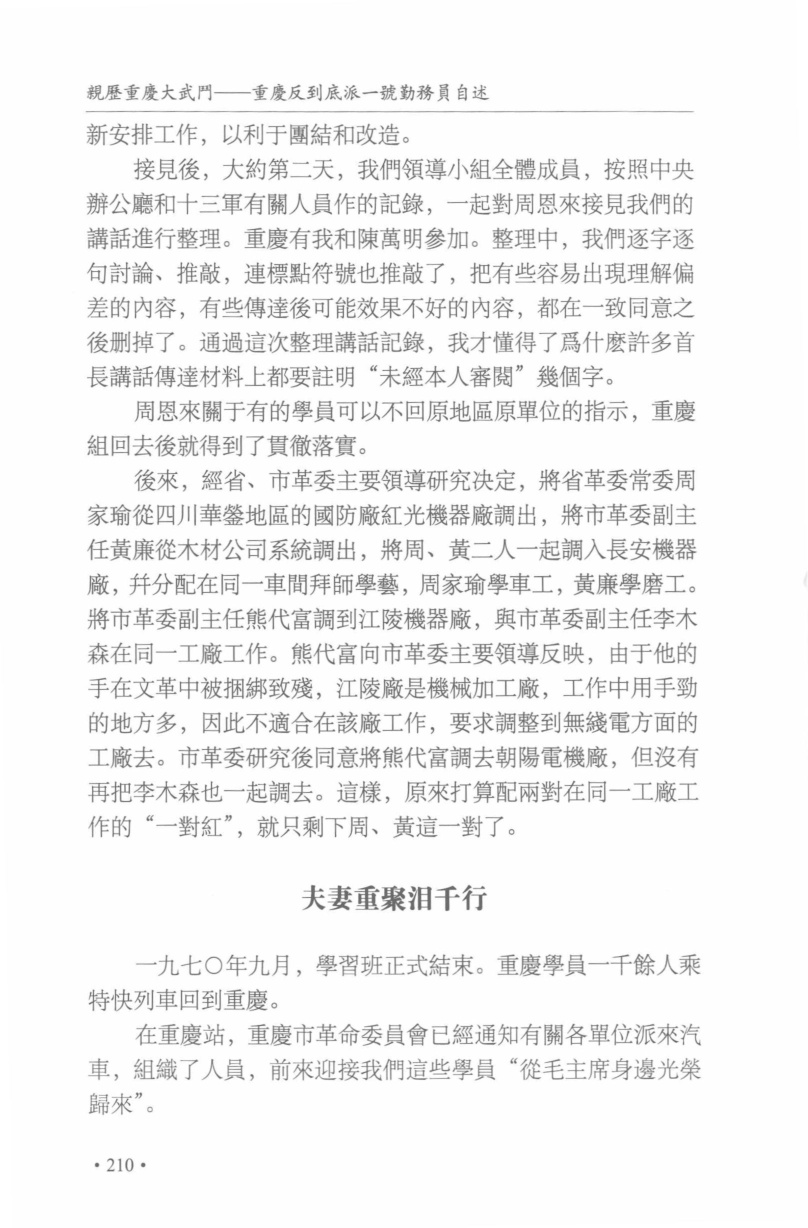 親歷重慶大武鬥——重慶反到底派一號勤務員自述
新安排工作，以利于團結和改造。
接見後，大約第二天，我們領導小組全體成員，按照中央
辦公廳和十三軍有關人員作的記錄，一起對周恩來接見我們的
講話進行整理。重慶有我和陳萬明參加。整理中，我們逐字逐
句討論、推敲，連標點符號也推敲了，把有些容易出現理解偏
差的內容，有些傳達後可能效果不好的內容，都在一致同意之
後删掉了。通過這次整理講話記錄，我才懂得了爲什麽許多首
長講話傳達材料上都要註明“未經本人審閱”幾個字。
周恩來關于有的學員可以不回原地區原單位的指示，重慶
組回去後就得到了貫徹落實。
後來，經省、市革委主要領導研究决定，將省革委常委周
家瑜從四川華鎣地區的國防廠紅光機器廠調出，將市革委副主
任黃廉從木材公司系統調出，將周、黃二人一起調入長安機器
廠，幷分配在同一車間拜師學藝，周家瑜學車工，黃廉學磨工。
將市革委副主任熊代富調到江陵機器廠，與市革委副主任李木
森在同一工廠工作。熊代富向市革委主要領導反映，由于他的
手在文革中被捆綁致殘，江陵廠是機械加工廠，工作中用手勁
的地方多，因此不適合在該廠工作，要求調整到無綫電方面的
工廠去。市革委研究後同意將熊代富調去朝陽電機廠，但沒有
再把李木森也一起調去。這樣，原來打算配兩對在同一工廠工
作的“一對紅”，就只剩下周、黃這一對了。
夫妻重聚泪千行
一九七〇年九月，學習班正式結束。重慶學員一千餘人乘
特快列車回到重慶。
在重慶站，重慶市革命委員會已經通知有關各單位派來汽
車，組織了人員，前來迎接我們這些學員“從毛主席身邊光榮
歸來”。
·210·